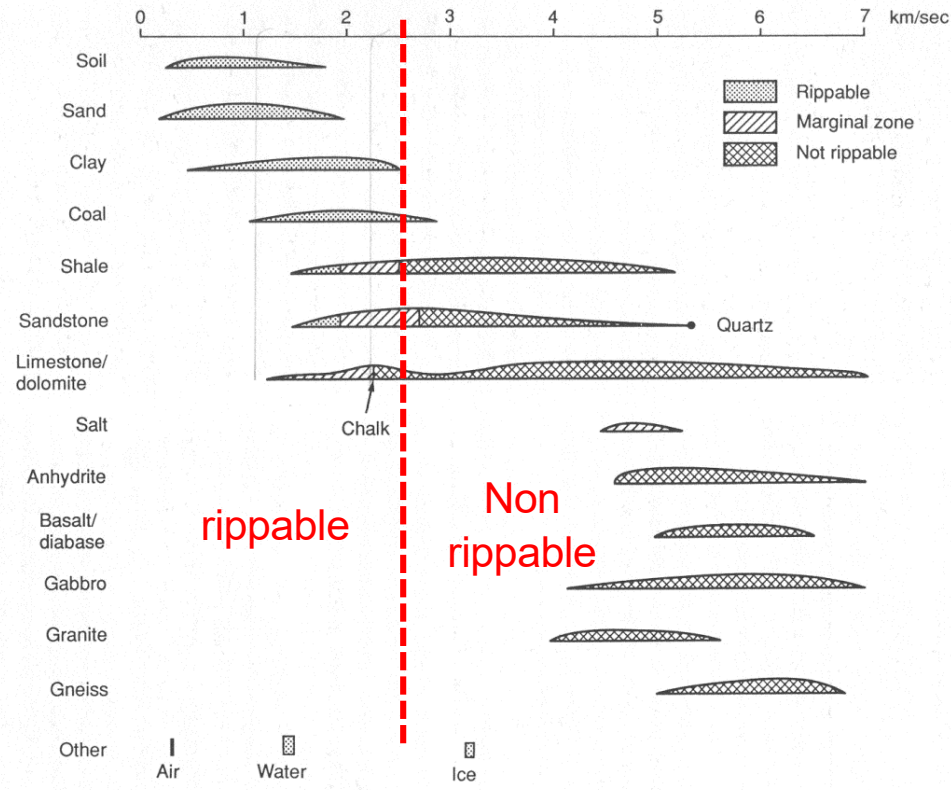 0 1 2 3 4 5 6 7 km/sec
Soil
Sand
Clay
Coal
Shale
Sandstone
Limestone/
dolomite
Salt
Anhydrite
Basalt/
diabase
Gabbro
Granite
Gneiss
Other
Rippable
Marginal zone
Not rippable
Quartz
Chalk
rippable
Non
rippable
Air
Water
Ice